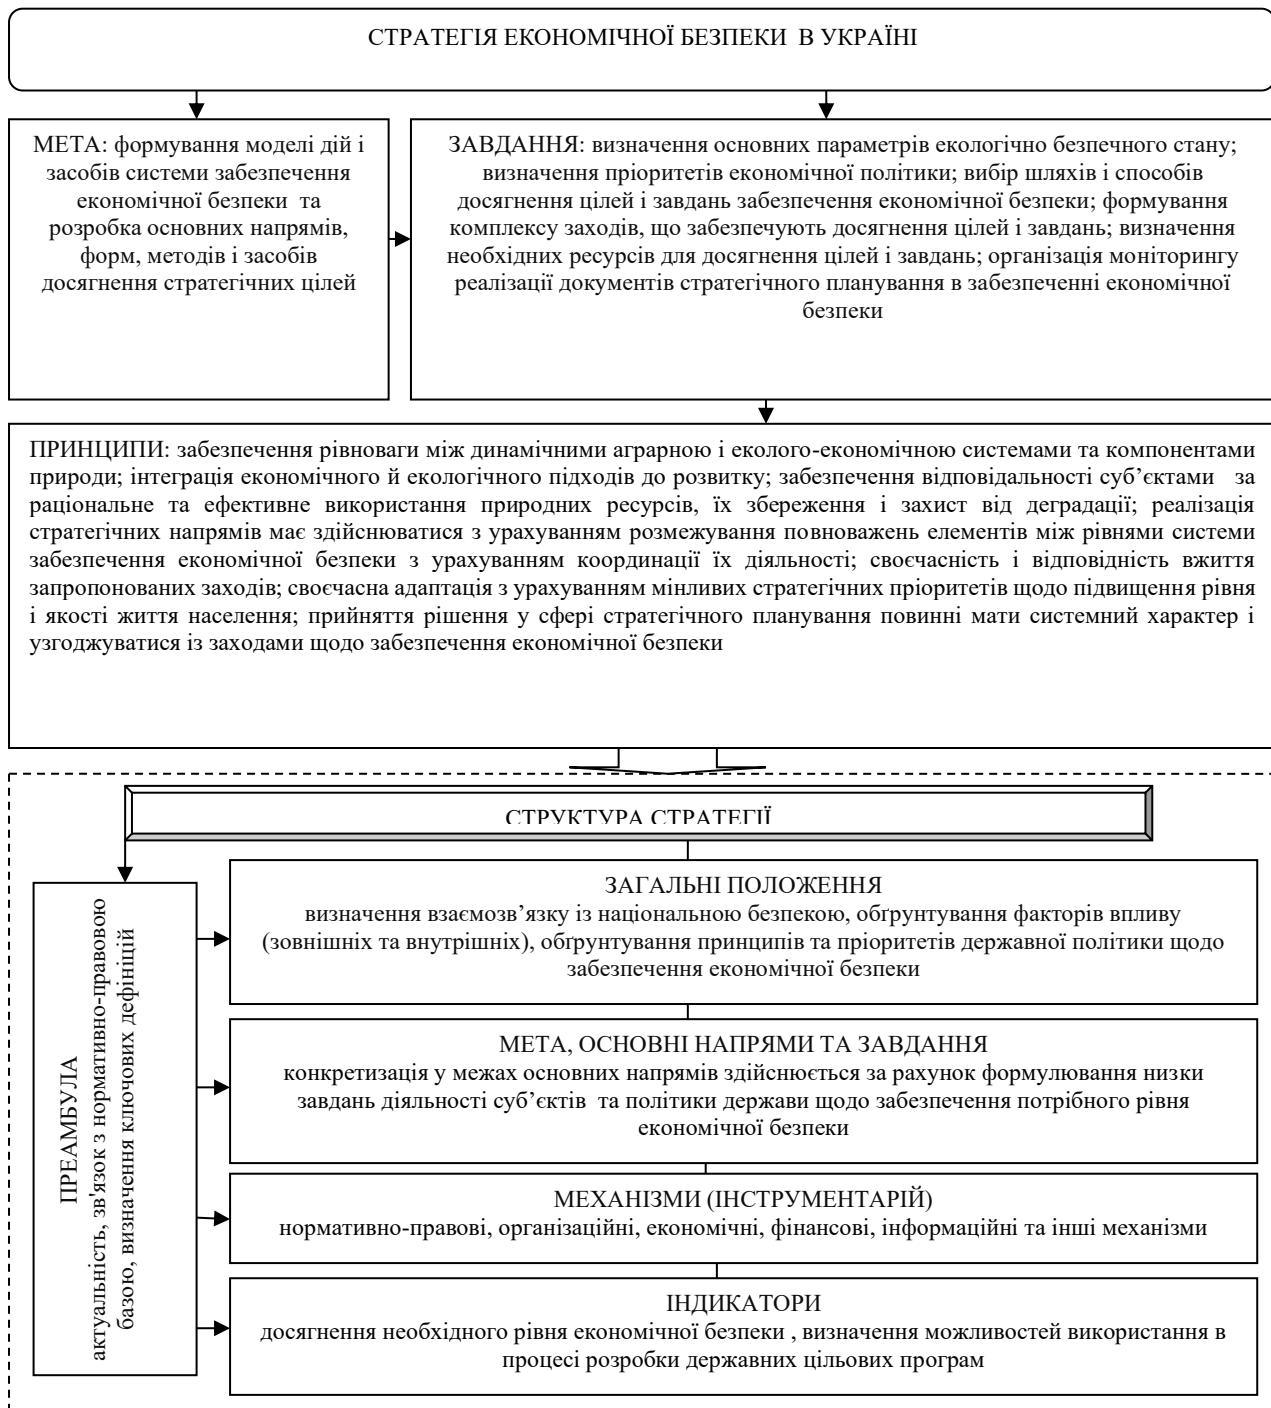 СТРАТЕГІЯ ЕКОНОМІЧНОЇ БЕЗПЕКИ В УКРАЇНІ
МЕТА: формування моделі дій і
засобів системи забезпечення
економічної безпеки та
розробка основних напрямів,
форм, методів і засобів
досягнення стратегічних цілей
ЗАВДАННЯ: визначення основних параметрів екологічно безпечного стану;
визначення пріоритетів економічної політики; вибір шляхів і способів
досягнення цілей і завдань забезпечення економічної безпеки; формування
комплексу заходів, що забезпечують досягнення цілей і завдань; визначення
необхідних ресурсів для досягнення цілей і завдань; організація моніторингу
реалізації документів стратегічного планування в забезпеченні економічної
безпеки
ПРИНЦИПИ: забезпечення рівноваги між динамічними аграрною і еколого-економічною системами та компонентами
природи; інтеграція економічного й екологічного підходів до розвитку; забезпечення відповідальності суб’єктами за
раціональне та ефективне використання природних ресурсів, їх збереження і захист від деградації; реалізація
стратегічних напрямів має здійснюватися з урахуванням розмежування повноважень елементів між рівнями системи
забезпечення економічної безпеки з урахуванням координації їх діяльності; своєчасність і відповідність вжиття
запропонованих заходів; своєчасна адаптація з урахуванням мінливих стратегічних пріоритетів щодо підвищення рівня
і якості життя населення; прийняття рішення у сфері стратегічного планування повинні мати системний характер і
узгоджуватися із заходами щодо забезпечення економічної безпеки
СТРУКТУРА СТРАТЕГІЇ
ПРЕАМБУЛА
актуальність, зв'язок з нормативно-правовою
базою, визначення ключових дефініцій
ЗАГАЛЬНІ ПОЛОЖЕННЯ
визначення взаємозв’язку із національною безпекою, обґрунтування факторів впливу
(зовнішніх та внутрішніх), обґрунтування принципів та пріоритетів державної політики щодо
забезпечення економічної безпеки
МЕТА, ОСНОВНІ НАПРЯМИ ТА ЗАВДАННЯ
конкретизація у межах основних напрямів здійснюється за рахунок формулювання низки
завдань діяльності суб’єктів та політики держави щодо забезпечення потрібного рівня
економічної безпеки
МЕХАНІЗМИ (ІНСТРУМЕНТАРІЙ)
нормативно-правові, організаційні, економічні, фінансові, інформаційні та інші механізми
ІНДИКАТОРИ
досягнення необхідного рівня економічної безпеки , визначення можливостей використання в
процесі розробки державних цільових програм